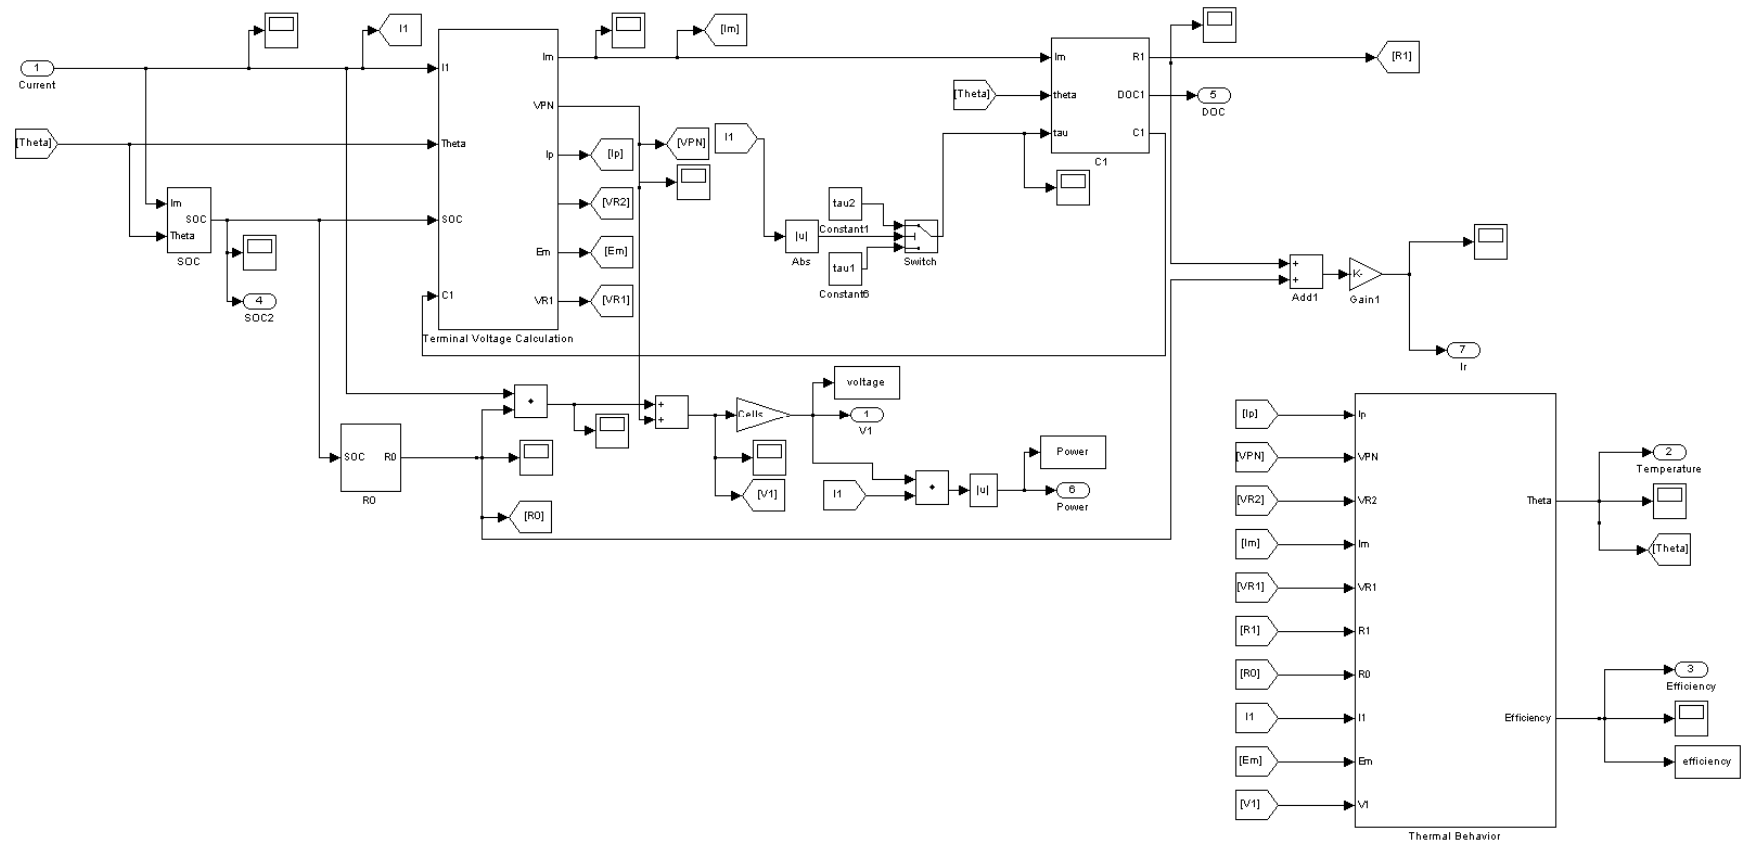 1
Current
[Theta]
I1
[Im]
I1
Theta
SOC
C1
Im
VPN
Ip
Em
VR1
Terminal Voltage Calculation
Im
Theta
SOC
SOC
4
SOC2
[Ip]
[VR2]
[Em]
[VR1]
[VPN]
I1
|u|
Abs
tau2
Constant1
tau1
Constant6
Switch
[Theta]
Im
theta
tau
R1
DOC1
C1
C1
[R1]
5
DOC
+
+
Add1
K-
Gain1
7
Ir
SOC
R0
R0
[R0]
+
+
Cells
voltage
1
V1
[V1]
I1
|u|
Power
6
Power
[Ip]
[VPN]
[VR2]
[Im]
[VR1]
[R1]
[R0]
I1
[Em]
[V1]
Ip
VPN
VR2
Im
VR1
R1
R0
I1
Em
V1
Theta
Efficiency
Thermal Behavior
2
Temperature
[Theta]
3
Efficiency
efficiency